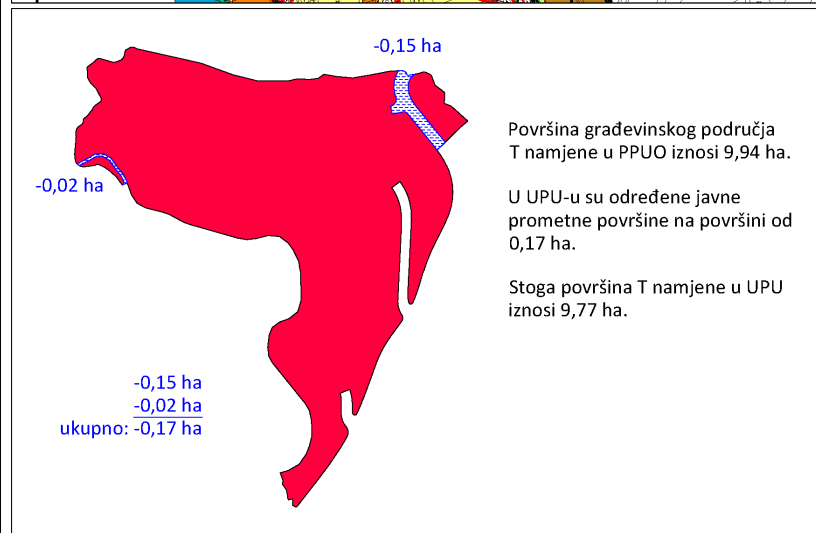 -0,15 ha
-0,02 ha
Površina građevinskog područja
T namjene u PPUO iznosi 9,94 ha.
U UPU-u su određene javne
prometne površine na površini od
0,17 ha.
Stoga površina T namjene u UPU
iznosi 9,77 ha.
-0,15 ha
-0,02 ha
ukupno: -0,17 ha